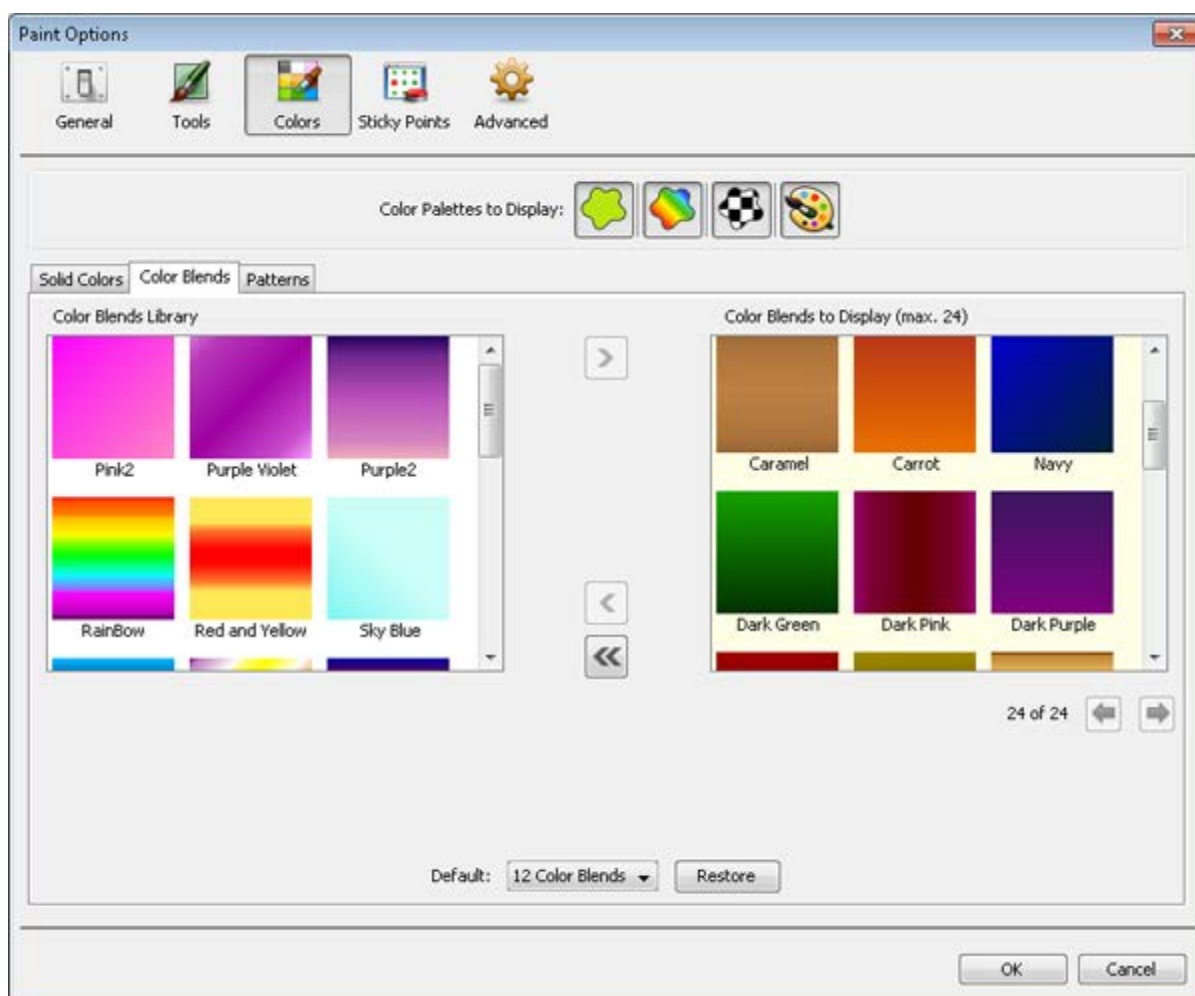 Paint Options
General Tools Colors Sticky Points Advanced
Color Palettes to Display:
Solid Colors Color Blends Patterns
Color Blends Library
Color Blends to Display (max. 24)
Pink2 Purple Violet Purple2
Caramel Carrot Navy
RainBow Red and Yellow Sky Blue
Dark Green Dark Pink Dark Purple
24 of 24
Default: 12 Color Blends Restore
OK Cancel